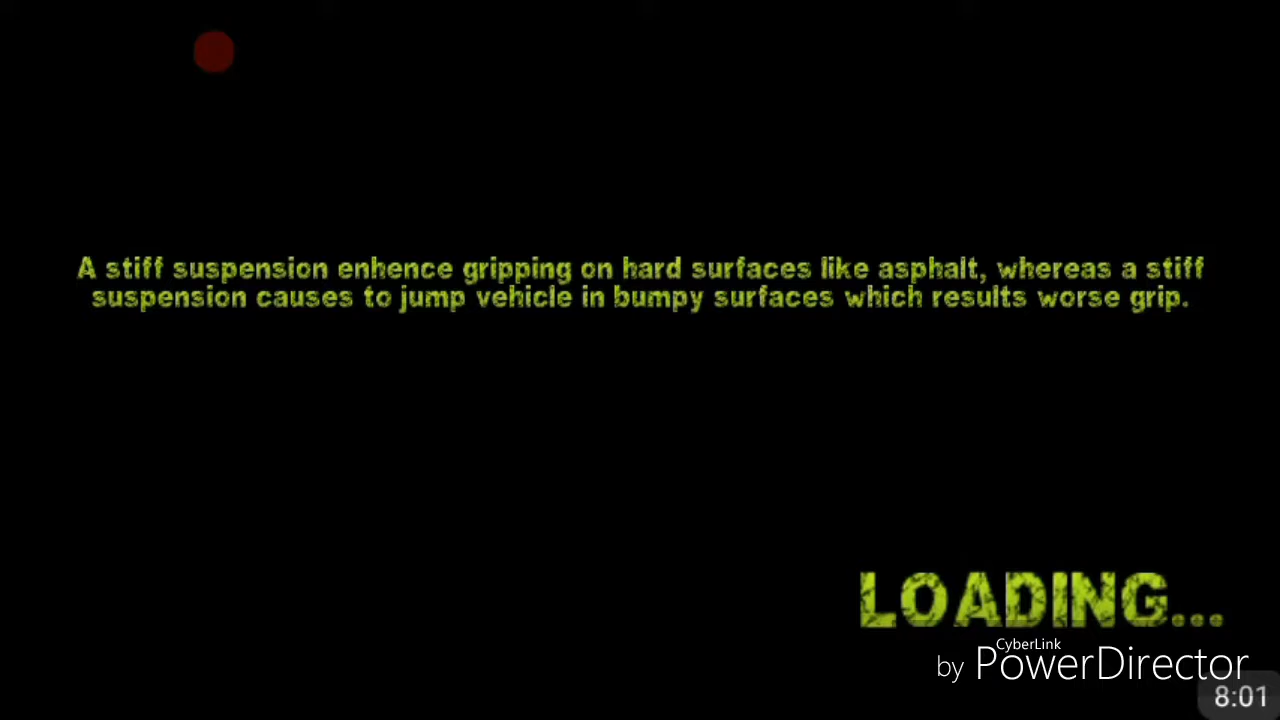 A stiff suspension enhence gripping on hard surfaces like asphalt, whereas a stiff
suspension causes to jump vehicle in bumpy surfaces which results worse grip.
LOADING...
CyberLink
by PowerDirector
8:01